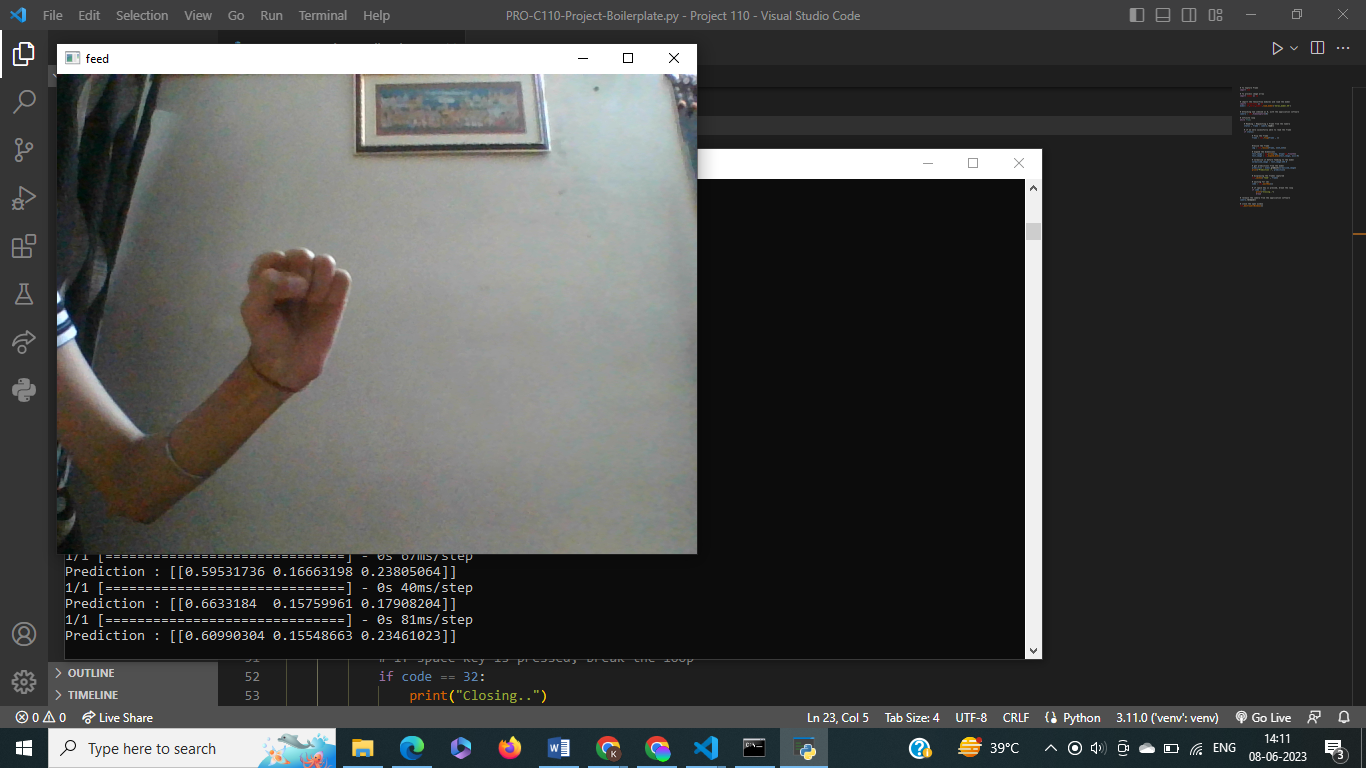 File Edit Selection View Go Run Terminal Help
PRO-C110-Project-Boilerplate.py - Project 110 - Visual Studio Code
feed
1/1 [==============================] - 0s 67ms/step
Prediction : [[0.59531736 0.16663198 0.23805064]]
1/1 [==============================] - 0s 40ms/step
Prediction : [[0.6633184  0.15759961 0.17908204]]
1/1 [==============================] - 0s 81ms/step
Prediction : [[0.60990304 0.15548663 0.23461023]]
# if space key is pressed, break the loop
52 if code == 32:
53 print("Closing..")
OUTLINE
TIMELINE
0 0 Live Share
Ln 23, Col 5 Tab Size: 4 UTF-8 CRLF Python 3.11.0 ('venv': venv) Go Live
Type here to search
39°C
ENG
14:11
08-06-2023
3